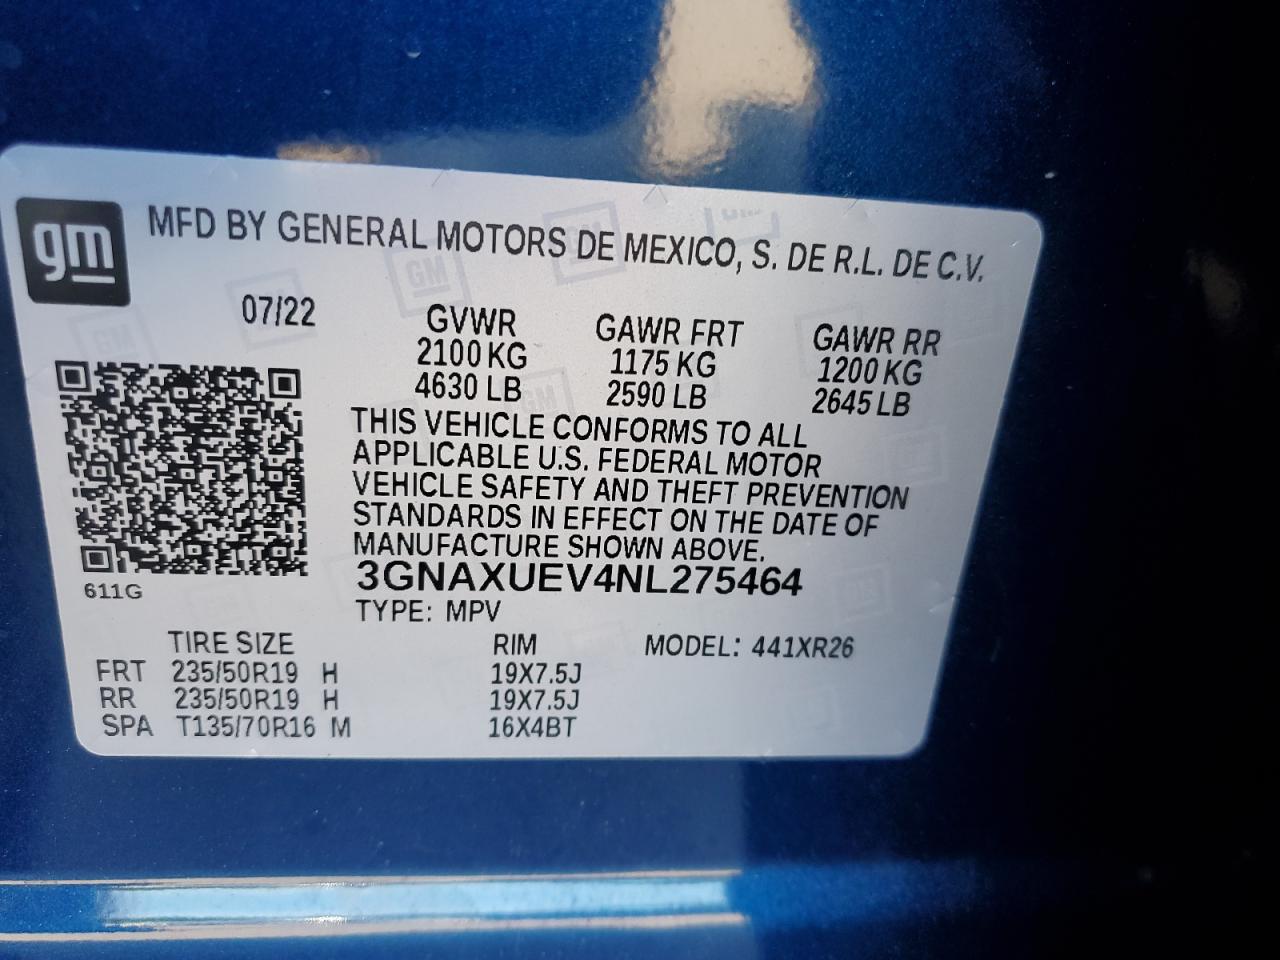 gm
MFD BY GENERAL MOTORS DE MEXICO, S. DE R.L. DE C.V.
07/22
GVWR GAWR FRT GAWR RR
2100 KG 1175 KG 1200 KG
4630 LB 2590 LB 2645 LB
THIS VEHICLE CONFORMS TO ALL
APPLICABLE U.S. FEDERAL MOTOR
VEHICLE SAFETY AND THEFT PREVENTION
STANDARDS IN EFFECT ON THE DATE OF
MANUFACTURE SHOWN ABOVE.
3GNAXUEV4NL275464
611G
TYPE: MPV
TIRE SIZE RIM MODEL: 441XR26
FRT 235/50R19 H 19X7.5J
RR 235/50R19 H 19X7.5J
SPA T135/70R16 M 16X4BT